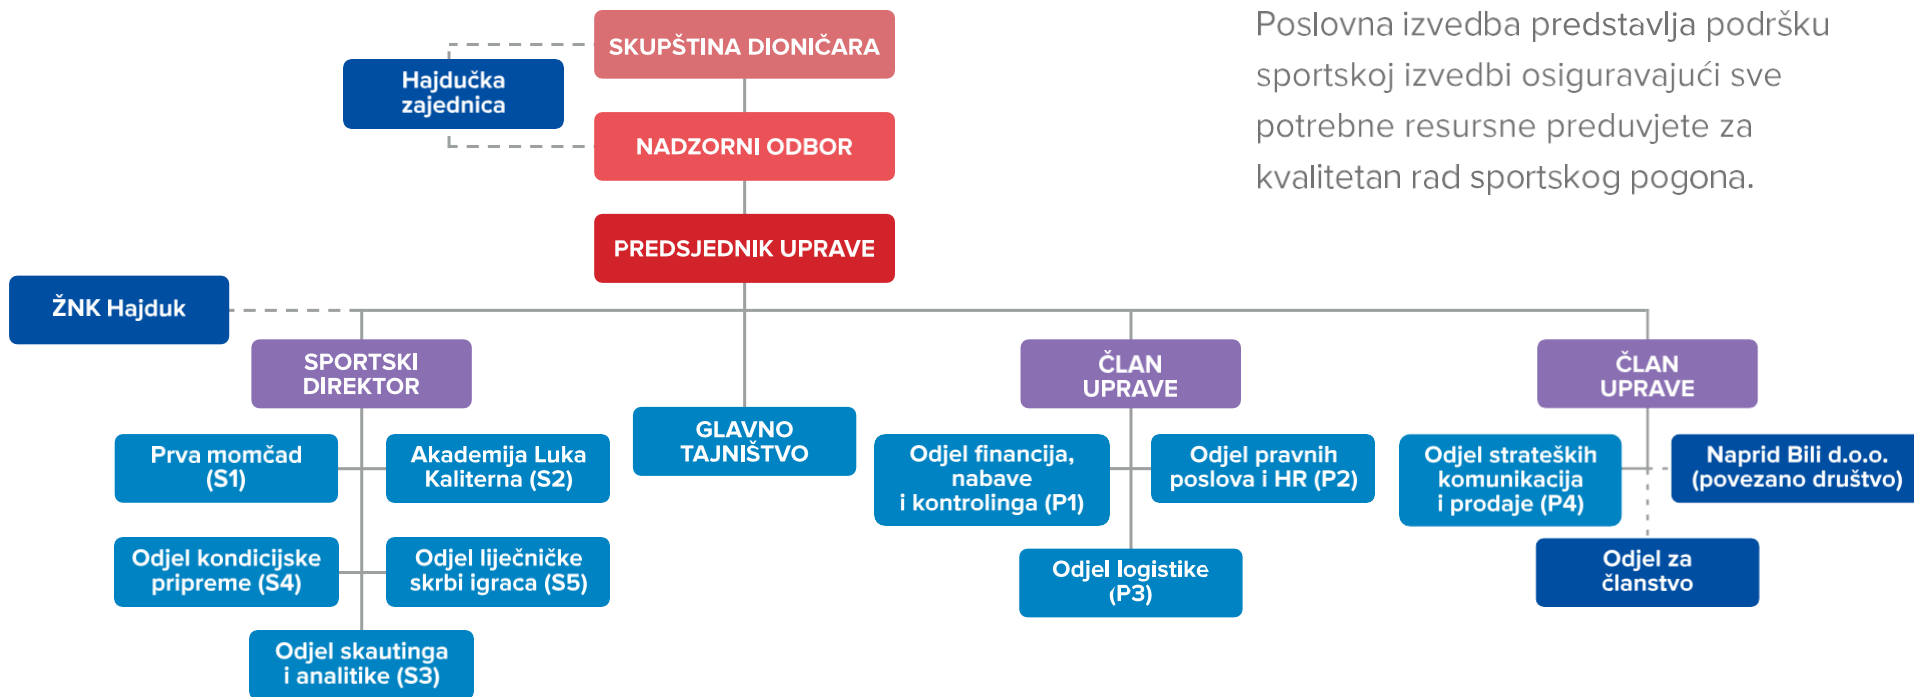 SKUPŠTINA DIONIČARA
Hajdučka
zajednica
NADZORNI ODBOR
PREDSJEDNIK UPRAVE
Poslovna izvedba predstavlja podršku
sportskoj izvedbi osiguravajući sve
potrebne resursne preduvjete za
kvalitetan rad sportskog pogona.
ŽNK Hajduk
SPORTSKI
DIREKTOR
Prva momčad
(S1)
Akademija Luka
Kaliterna (S2)
Odjel kondicijske
pripreme (S4)
Odjel liječničke
skrbi igraca (S5)
Odjel skautinga
i analitike (S3)
GLAVNO
TAJNIŠTVO
ČLAN
UPRAVE
Odjel financija,
nabave
i kontrolinga (P1)
Odjel pravnih
poslova i HR (P2)
Odjel logistike
(P3)
ČLAN
UPRAVE
Odjel strateških
komunikacija
i prodaje (P4)
Naprid Bili d.o.o.
(povezano društvo)
Odjel za
članstvo